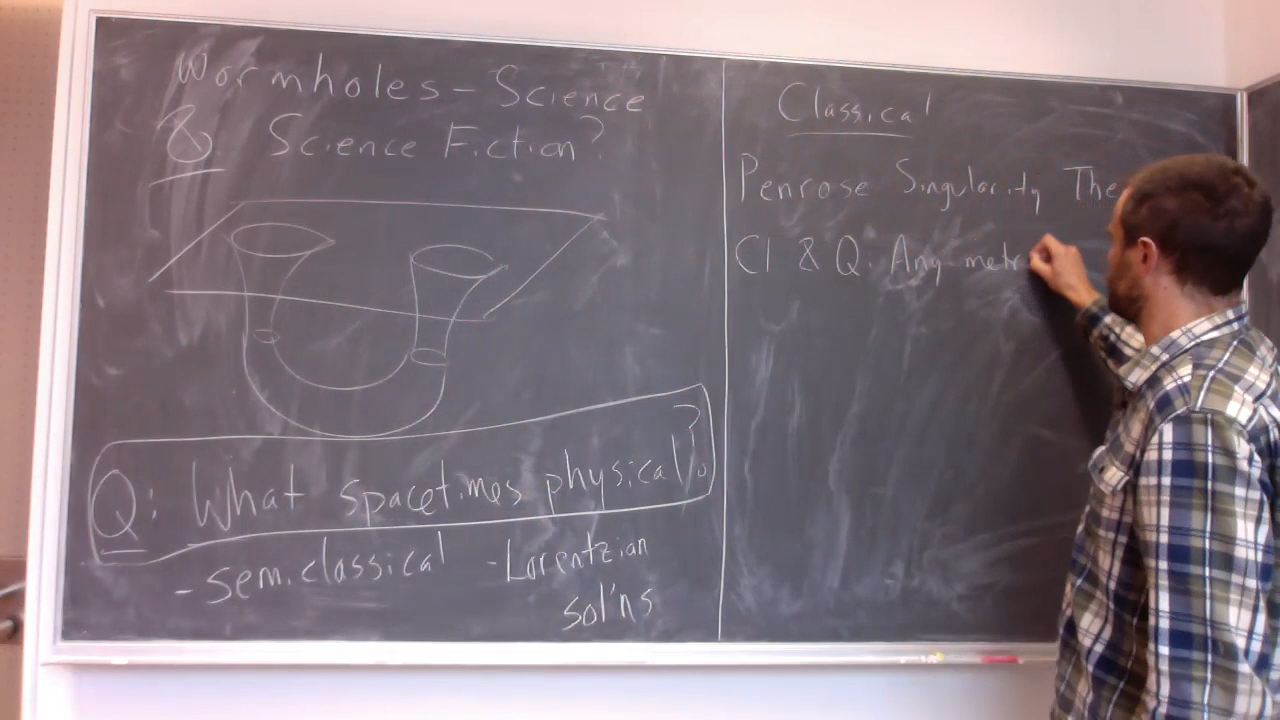 Wormholes - Science
& Science Fiction?
Q: What spacetimes physical?
- semiclassical - Lorentzian
sol'ns
Classical
Penrose Singularity The
Cl & Q: Any metr